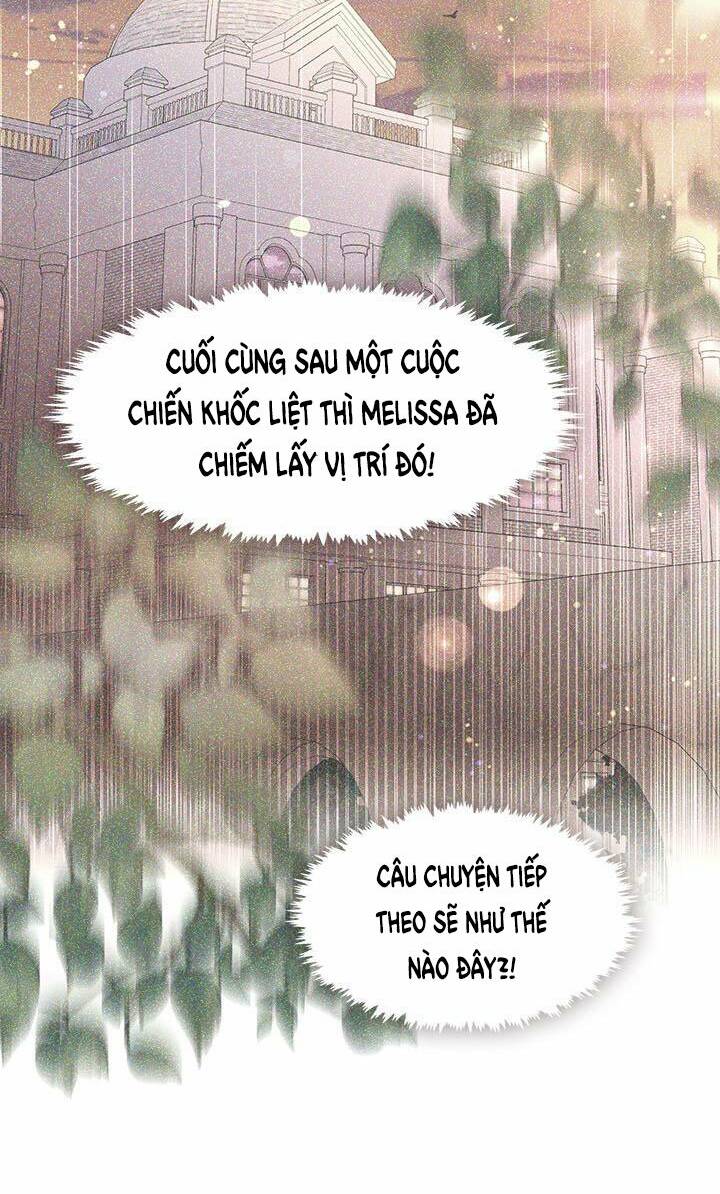 CUỐI CÙNG SAU MỘT CUỘC
CHIẾN KHỐC LIỆT THÌ MELISSA ĐÃ
CHIẾM LẤY VỊ TRÍ ĐÓ!
CÂU CHUYỆN TIẾP
THEO SẼ NHƯ THẾ
NÀO ĐÂY?!